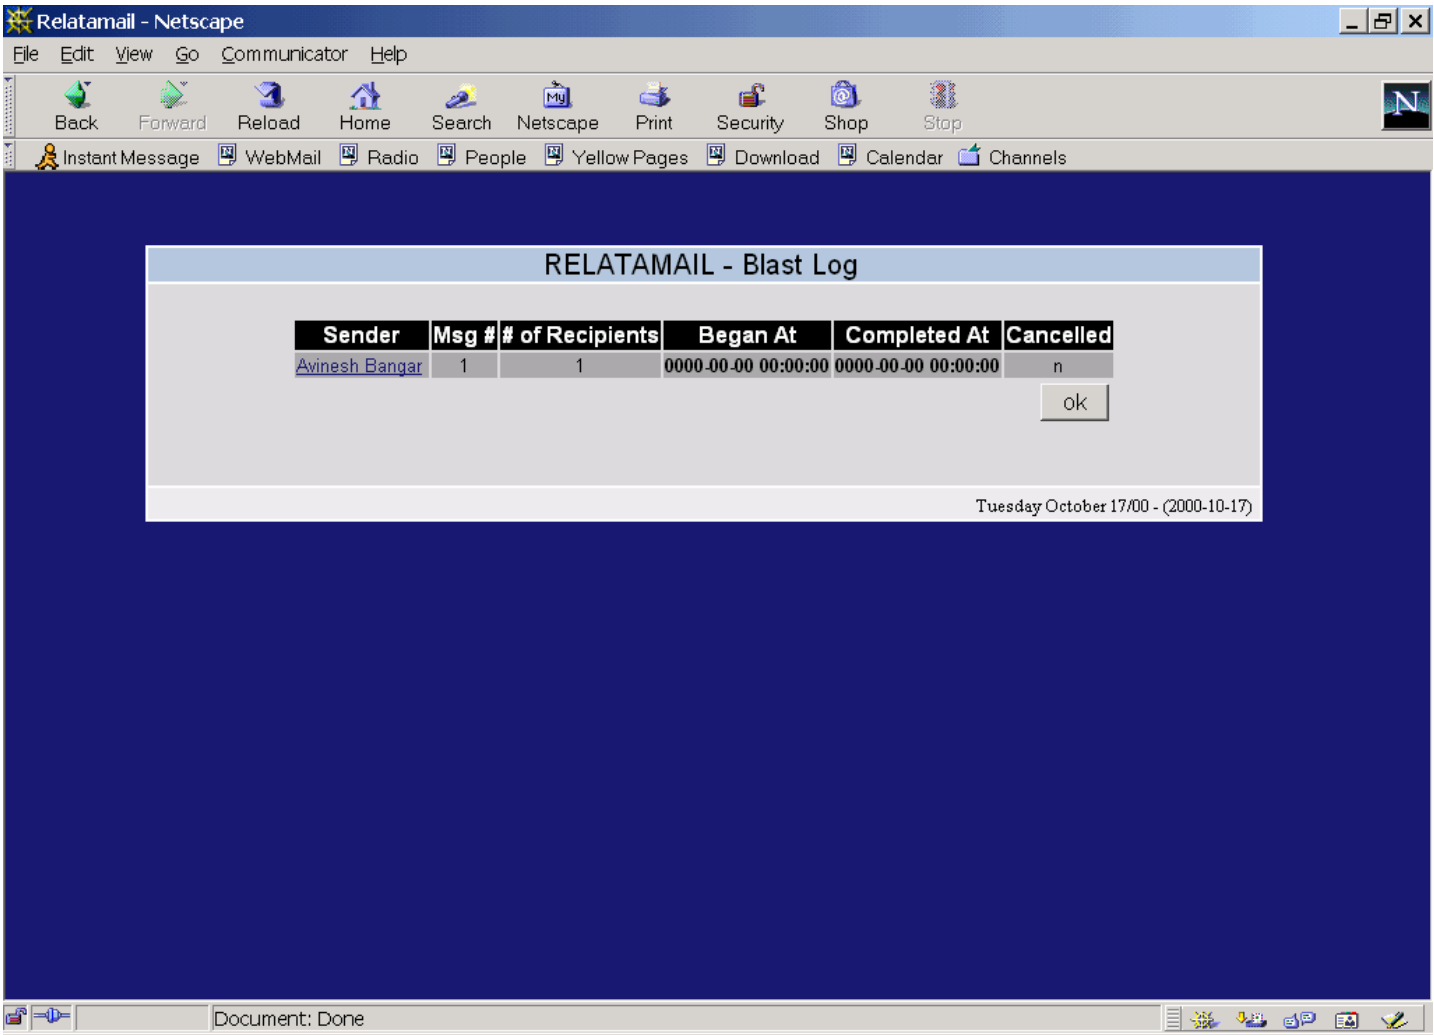 Relatamail - Netscape
File Edit View Go Communicator Help
My
N
Back Forward Reload Home Search Netscape Print Security Shop Stop
Instant Message WebMail Radio People Yellow Pages Download Calendar Channels
RELATAMAIL - Blast Log
Sender Msg # # of Recipients Began At Completed At Cancelled
Avinesh Bangar 1 1 0000-00-00 00:00:00 0000-00-00 00:00:00 n
ok
Tuesday October 17/00 - (2000-10-17)
Document: Done